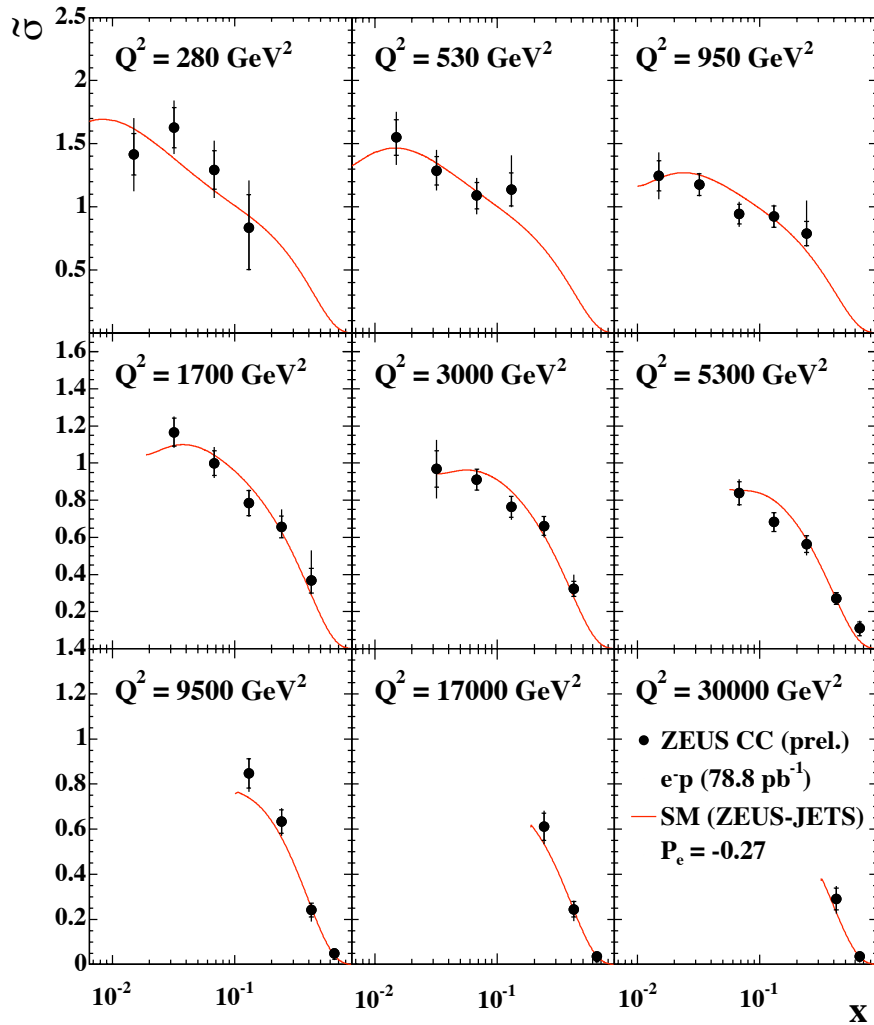 σ̃
2.5
2
1.5
1
0.5
Q² = 280 GeV²
Q² = 530 GeV²
Q² = 950 GeV²
1.6
1.4
1.2
1
0.8
0.6
0.4
0.2
Q² = 1700 GeV²
Q² = 3000 GeV²
Q² = 5300 GeV²
1.4
1.2
1
0.8
0.6
0.4
0.2
0
Q² = 9500 GeV²
Q² = 17000 GeV²
Q² = 30000 GeV²
ZEUS CC (prel.)
e⁻p (78.8 pb⁻¹)
SM (ZEUS-JETS)
Pₑ = -0.27
10⁻² 10⁻¹ 10⁻² 10⁻¹ 10⁻² 10⁻¹
x